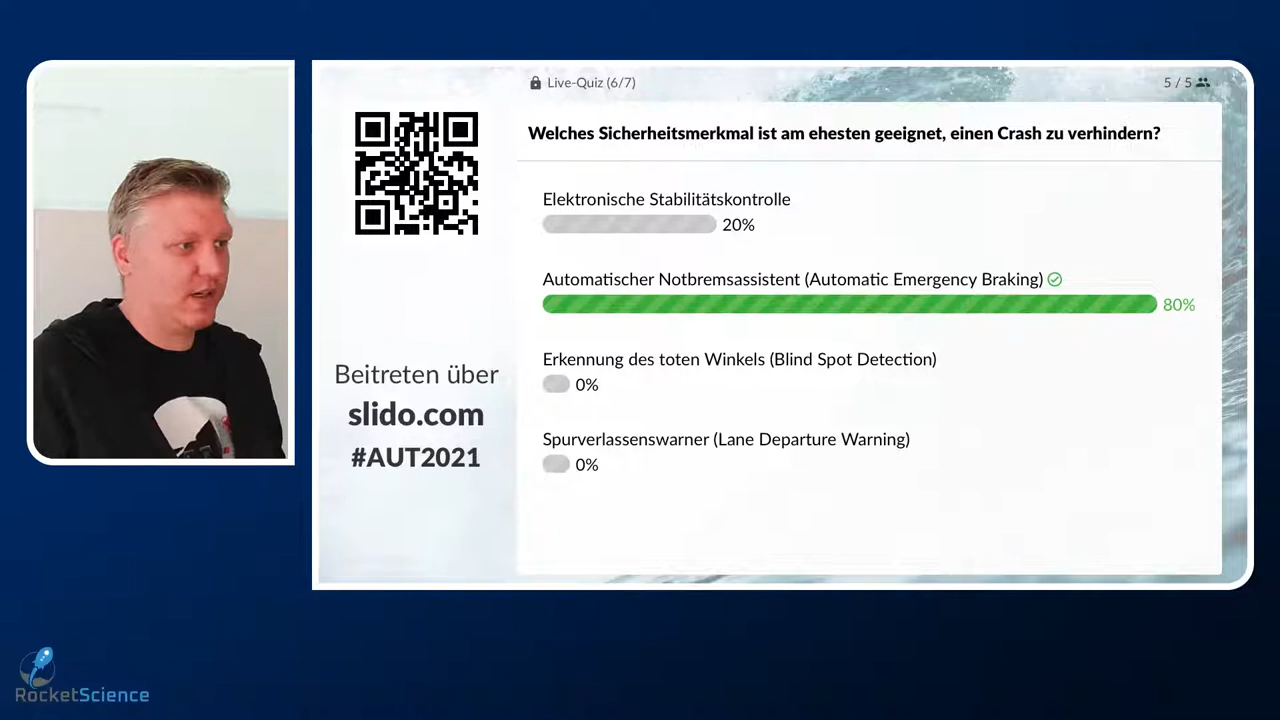 Live-Quiz (6/7)
5 / 5
Welches Sicherheitsmerkmal ist am ehesten geeignet, einen Crash zu verhindern?
Elektronische Stabilitätskontrolle
20%
Automatischer Notbremsassistent (Automatic Emergency Braking)
80%
Erkennung des toten Winkels (Blind Spot Detection)
0%
Spurverlassenswarner (Lane Departure Warning)
0%
Beitreten über
slido.com
#AUT2021
RocketScience